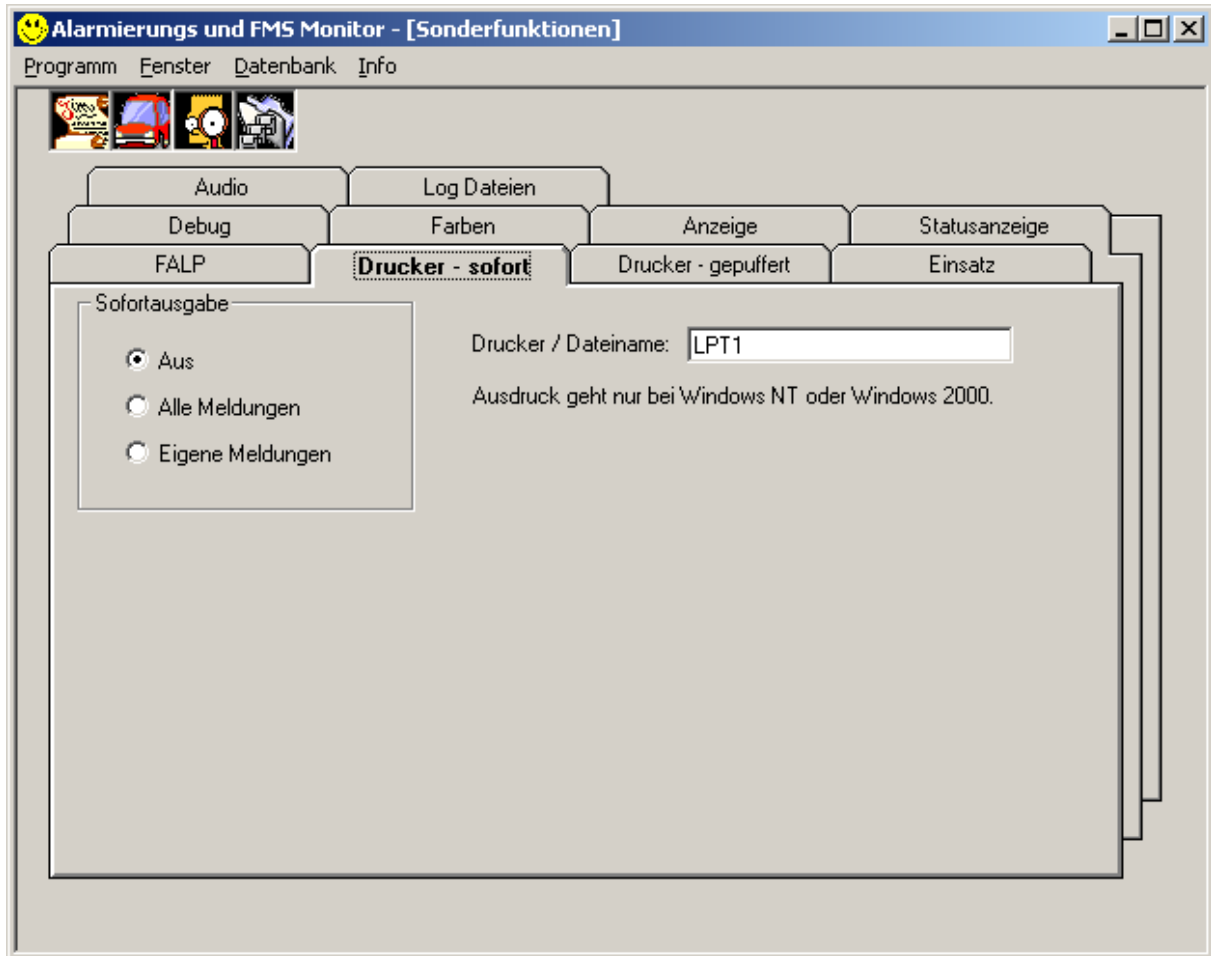 Alarmierungs und FMS Monitor - [Sonderfunktionen]
Programm Fenster Datenbank Info
Audio Log Dateien
Debug Farben Anzeige Statusanzeige
FALP Drucker - sofort Drucker - gepuffert Einsatz
Sofortausgabe
Aus
Alle Meldungen
Eigene Meldungen
Drucker / Dateiname: LPT1
Ausdruck geht nur bei Windows NT oder Windows 2000.